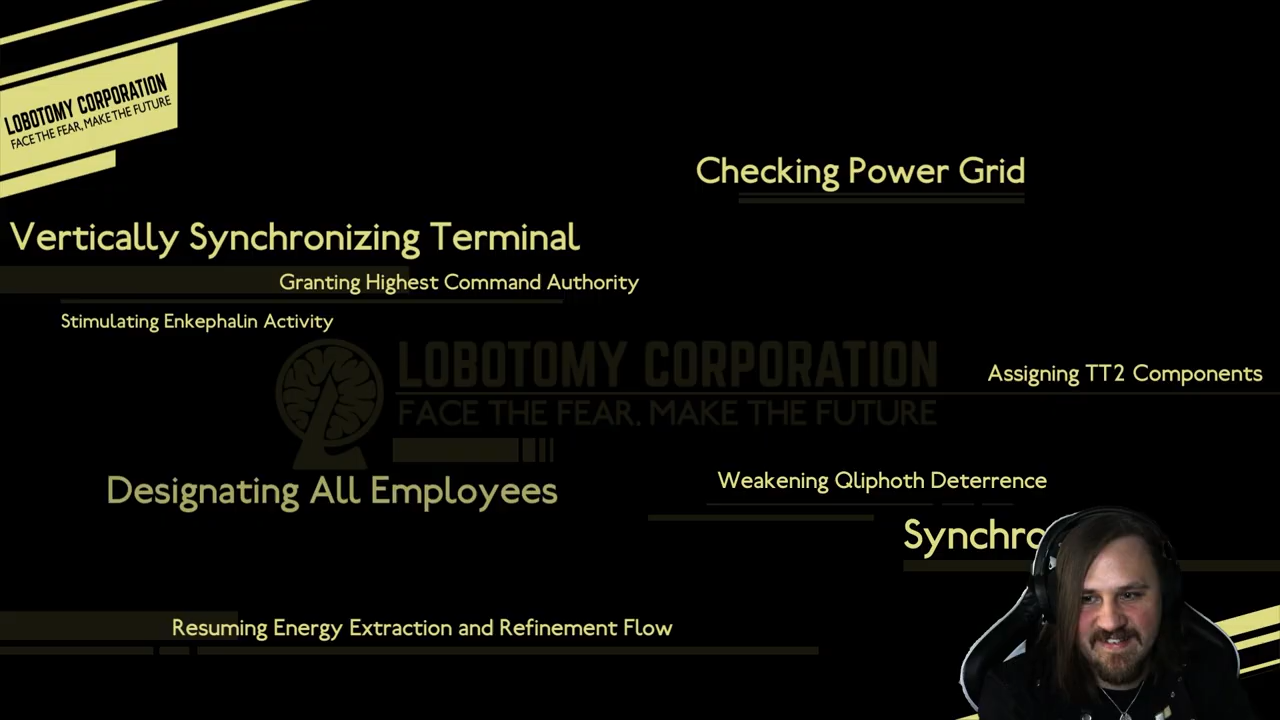 LOBOTOMY CORPORATION
FACE THE FEAR, MAKE THE FUTURE
Checking Power Grid
Vertically Synchronizing Terminal
Granting Highest Command Authority
Stimulating Enkephalin Activity
LOBOTOMY CORPORATION
FACE THE FEAR, MAKE THE FUTURE
Assigning TT2 Components
Designating All Employees
Weakening Qliphoth Deterrence
Synchro
Resuming Energy Extraction and Refinement Flow